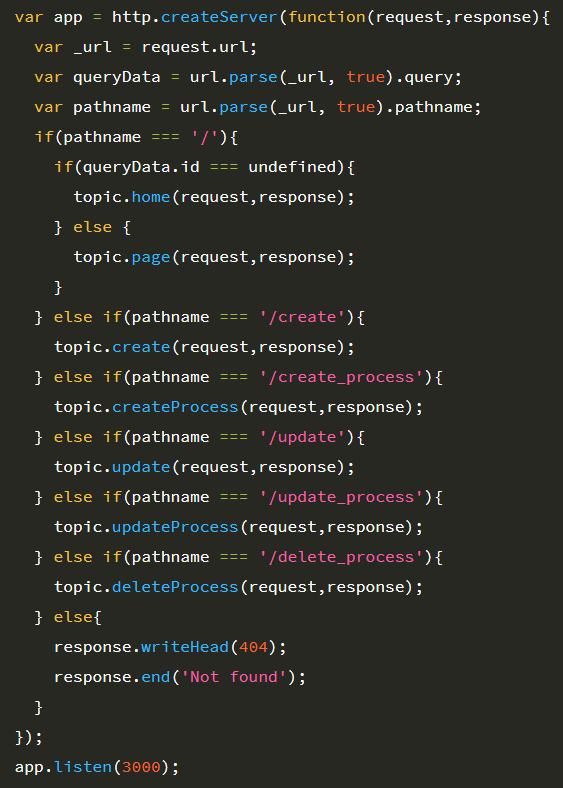 var app = http.createServer(function(request,response){
  var _url = request.url;
  var queryData = url.parse(_url, true).query;
  var pathname = url.parse(_url, true).pathname;
  if(pathname === '/'){
    if(queryData.id === undefined){
      topic.home(request,response);
    } else {
      topic.page(request,response);
    }
  } else if(pathname === '/create'){
    topic.create(request,response);
  } else if(pathname === '/create_process'){
    topic.createProcess(request,response);
  } else if(pathname === '/update'){
    topic.update(request,response);
  } else if(pathname === '/update_process'){
    topic.updateProcess(request,response);
  } else if(pathname === '/delete_process'){
    topic.deleteProcess(request,response);
  } else{
    response.writeHead(404);
    response.end('Not found');
  }
});
app.listen(3000);